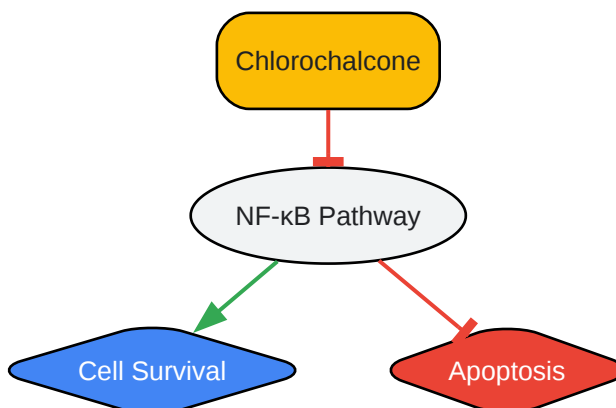 Chlorochalcone
NF-κB Pathway
Cell Survival
Apoptosis